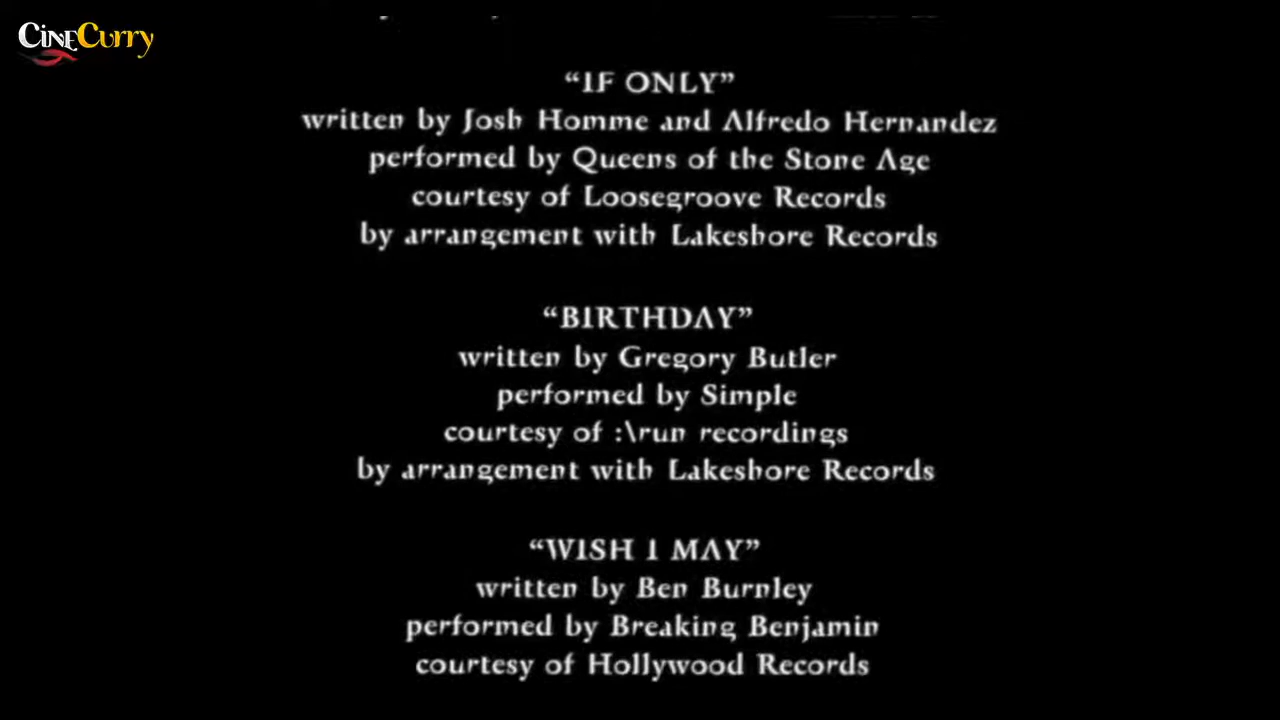 CINECURRY
“IF ONLY”
written by Josh Homme and Alfredo Hernandez
performed by Queens of the Stone Age
courtesy of Loosegroove Records
by arrangement with Lakeshore Records
“BIRTHDAY”
written by Gregory Butler
performed by Simple
courtesy of :\run recordings
by arrangement with Lakeshore Records
“WISH I MAY”
written by Ben Burnley
performed by Breaking Benjamin
courtesy of Hollywood Records